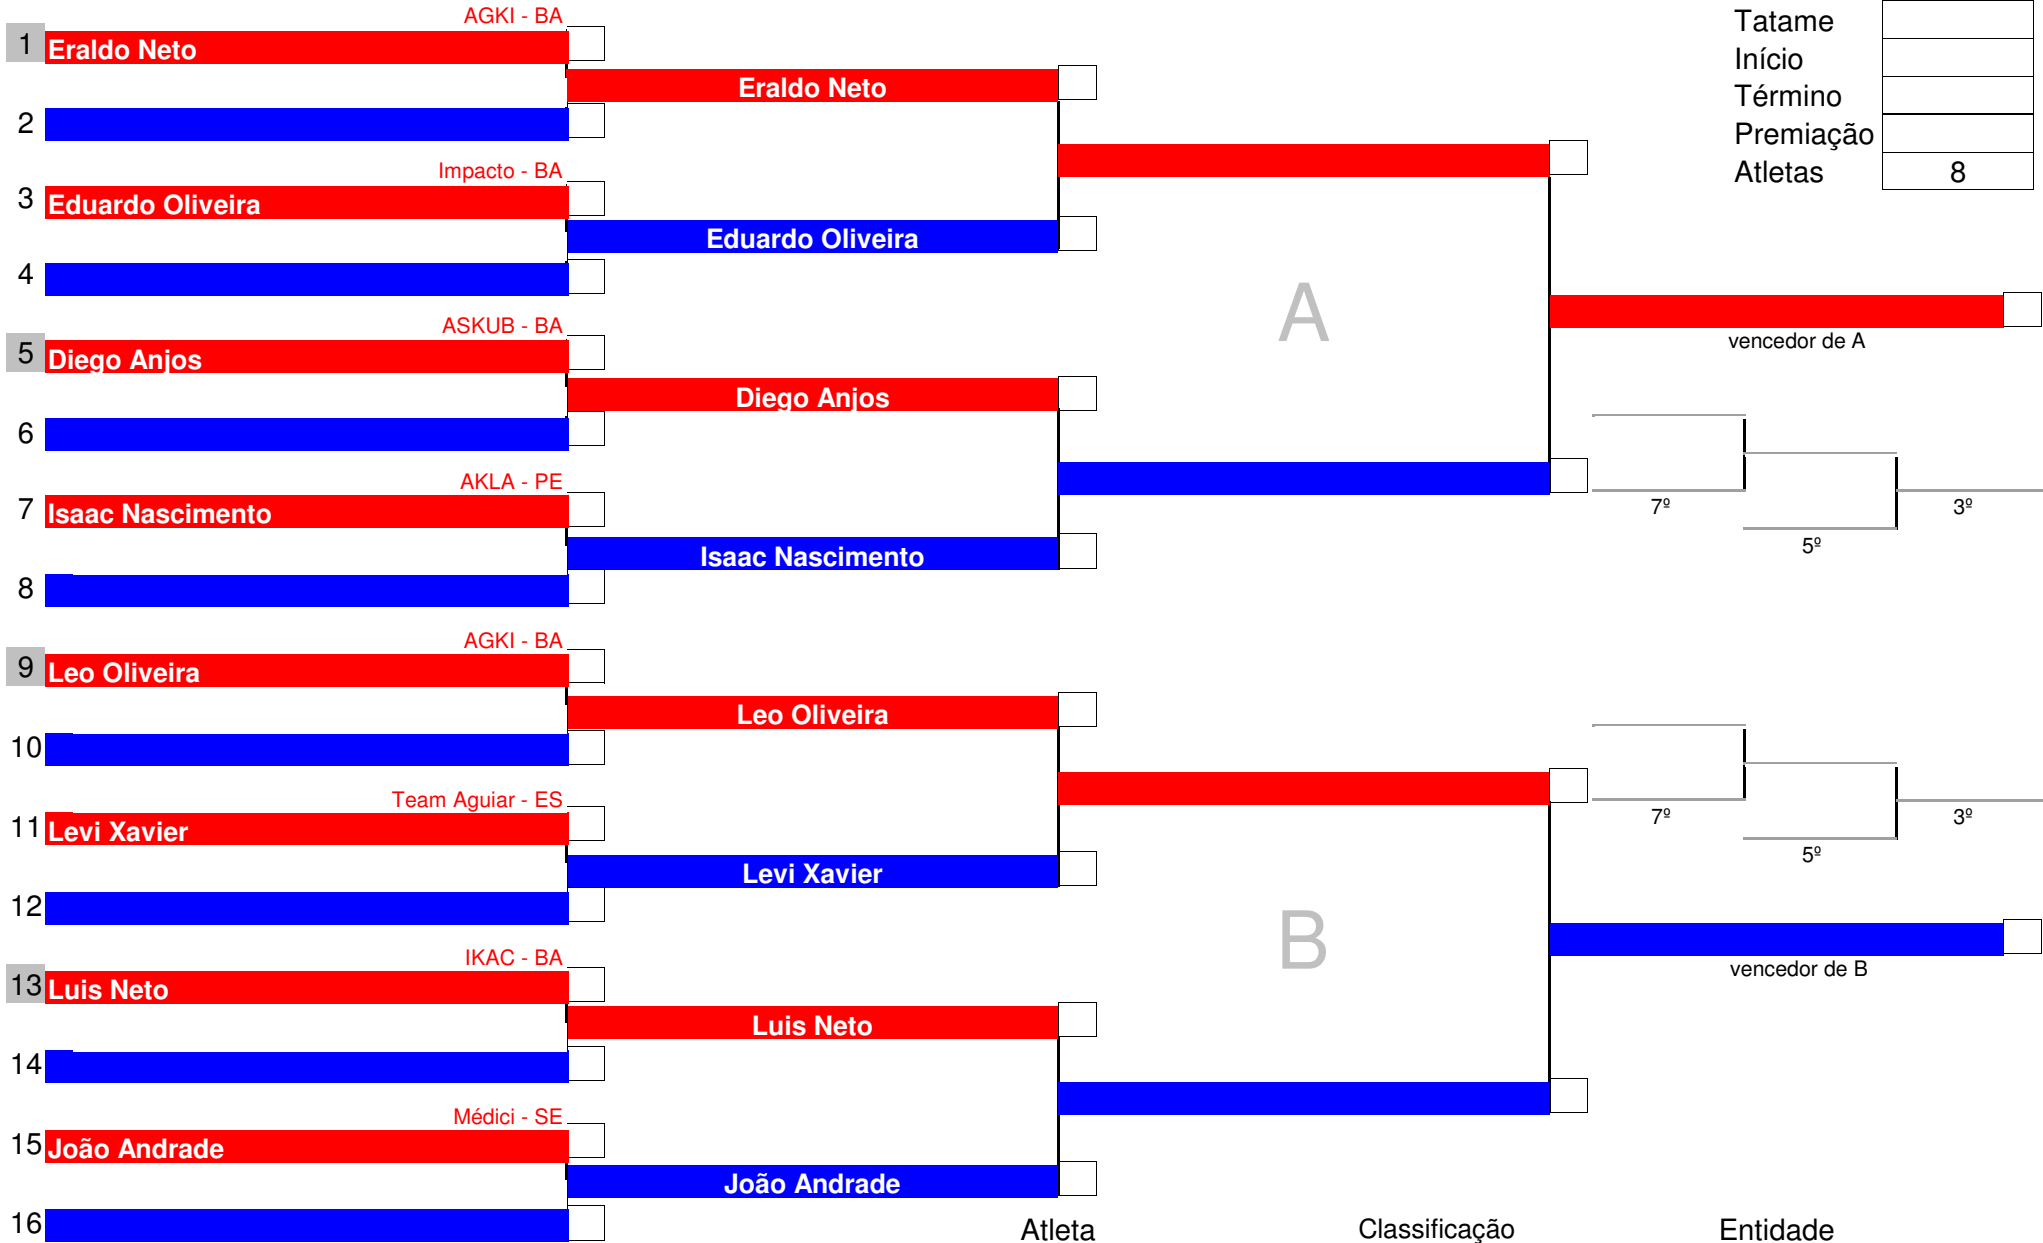 AGKI - BA
1 Eraldo Neto
Eraldo Neto
2
Impacto - BA
3 Eduardo Oliveira
Eduardo Oliveira
4
ASKUB - BA
5 Diego Anjos
Diego Anjos
6
AKLA - PE
7 Isaac Nascimento
Isaac Nascimento
8
AGKI - BA
9 Leo Oliveira
Leo Oliveira
10
Team Aguiar - ES
11 Levi Xavier
Levi Xavier
12
IKAC - BA
13 Luis Neto
Luis Neto
14
Médici - SE
15 João Andrade
João Andrade
16
A
B
Tatame
Início
Término
Premiação
Atletas 8
vencedor de A
7º
3º
5º
7º
3º
5º
vencedor de B
Atleta Classificação Entidade